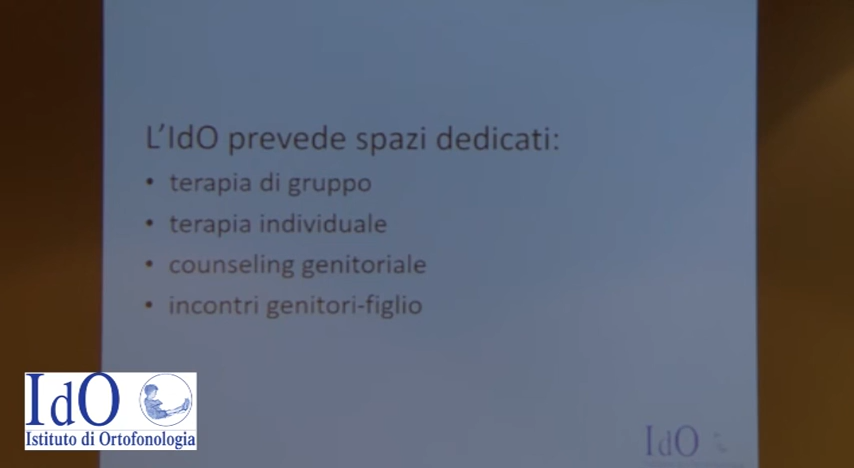 L'IdO prevede spazi dedicati:
• terapia di gruppo
• terapia individuale
• counseling genitoriale
• incontri genitori-figlio
IdO
Istituto di Ortofonologia
IdO